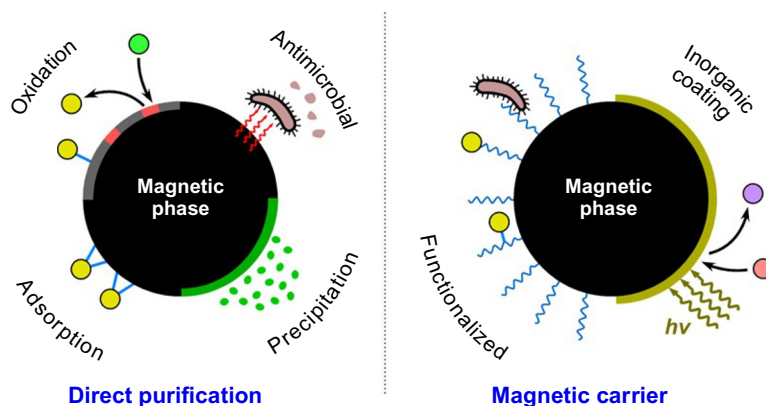 Oxidation
Antimicrobial
Magnetic
phase
Adsorption
Precipitation
Direct purification
Inorganic
coating
Magnetic
phase
Functionalized
hv
Magnetic carrier